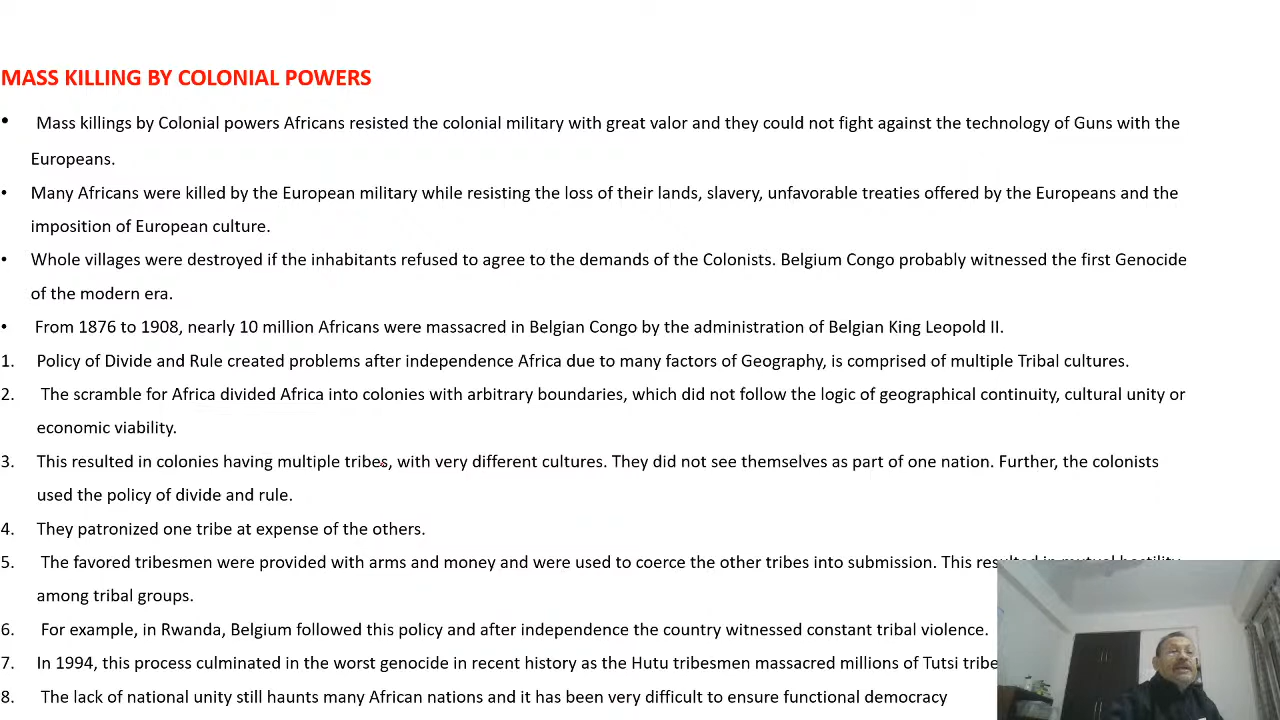 MASS KILLING BY COLONIAL POWERS
• Mass killings by Colonial powers Africans resisted the colonial military with great valor and they could not fight against the technology of Guns with the
Europeans.
• Many Africans were killed by the European military while resisting the loss of their lands, slavery, unfavorable treaties offered by the Europeans and the
imposition of European culture.
• Whole villages were destroyed if the inhabitants refused to agree to the demands of the Colonists. Belgium Congo probably witnessed the first Genocide
of the modern era.
• From 1876 to 1908, nearly 10 million Africans were massacred in Belgian Congo by the administration of Belgian King Leopold II.
1. Policy of Divide and Rule created problems after independence Africa due to many factors of Geography, is comprised of multiple Tribal cultures.
2. The scramble for Africa divided Africa into colonies with arbitrary boundaries, which did not follow the logic of geographical continuity, cultural unity or
economic viability.
3. This resulted in colonies having multiple tribes, with very different cultures. They did not see themselves as part of one nation. Further, the colonists
used the policy of divide and rule.
4. They patronized one tribe at expense of the others.
5. The favored tribesmen were provided with arms and money and were used to coerce the other tribes into submission. This resulted in mutual hostility
among tribal groups.
6. For example, in Rwanda, Belgium followed this policy and after independence the country witnessed constant tribal violence.
7. In 1994, this process culminated in the worst genocide in recent history as the Hutu tribesmen massacred millions of Tutsi
8. The lack of national unity still haunts many African nations and it has been very difficult to ensure functional democracy